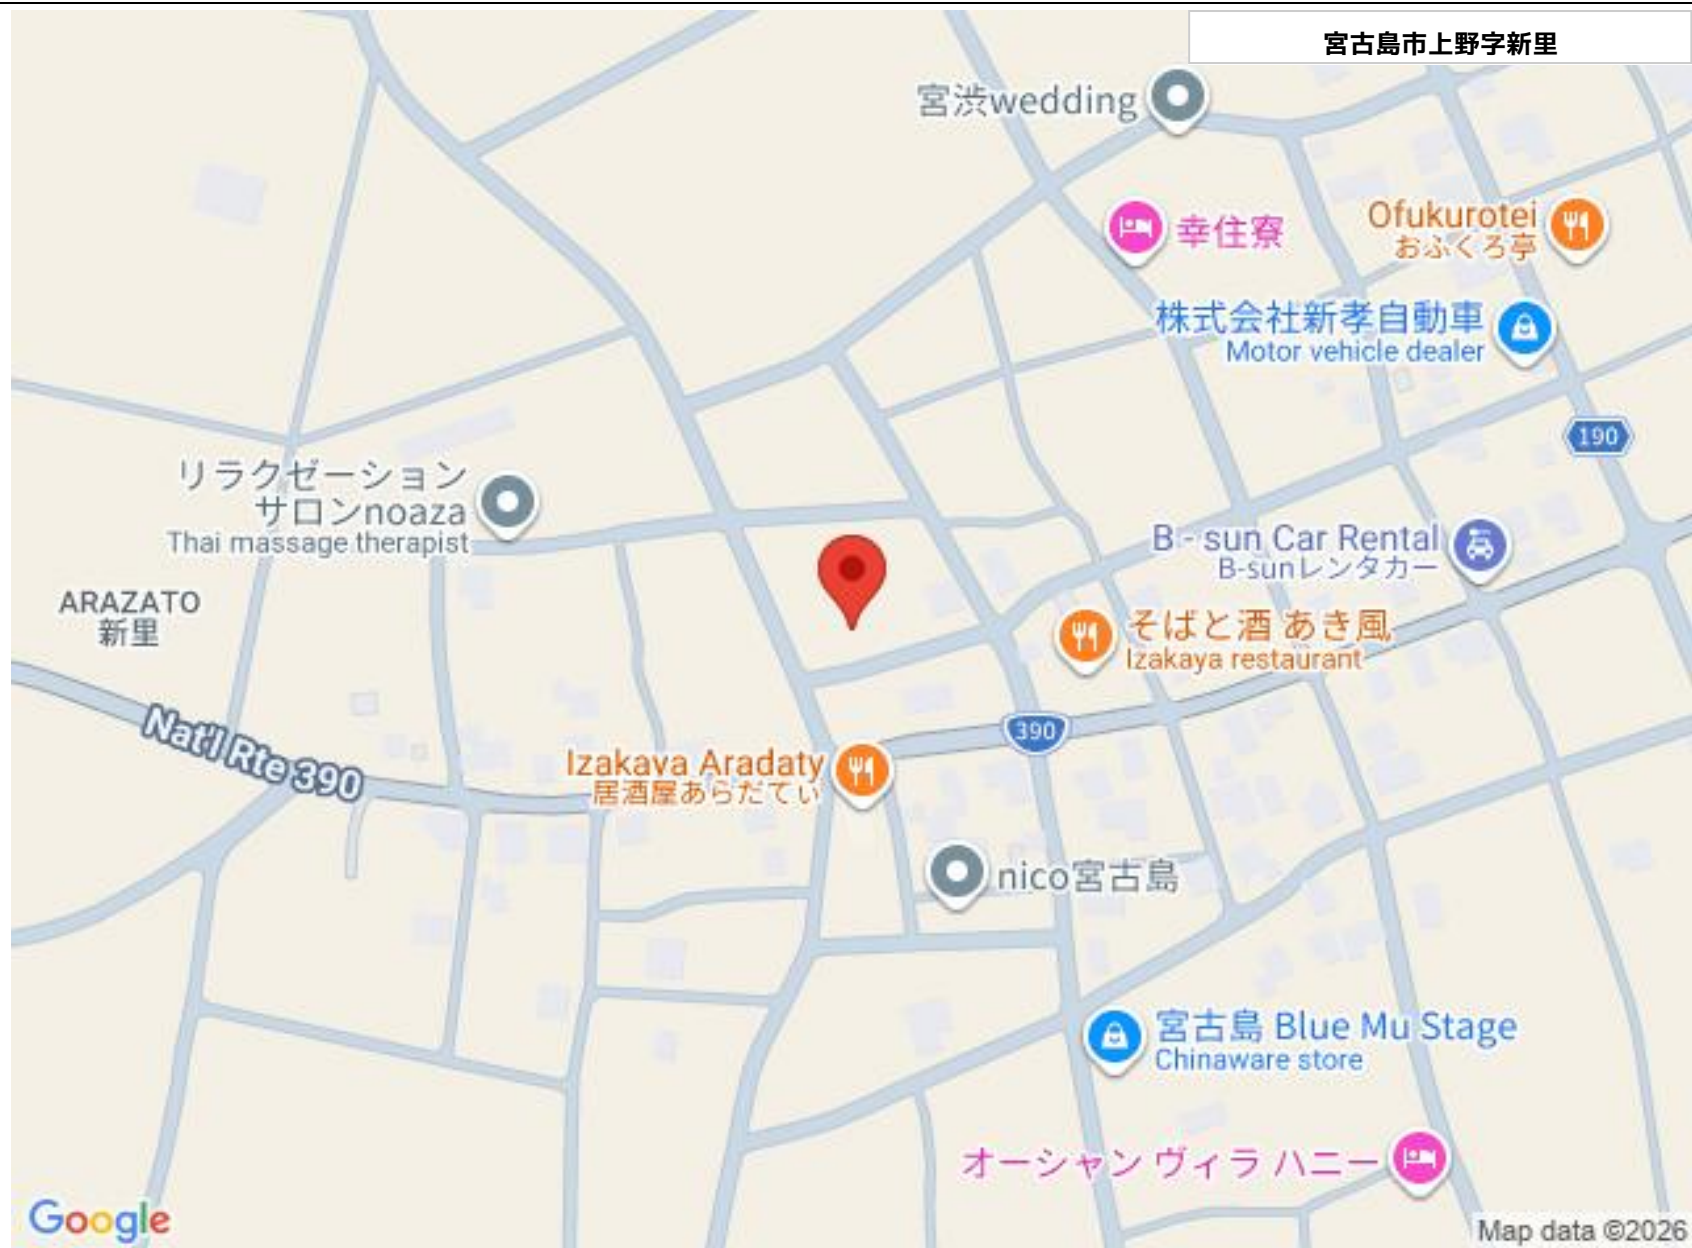 宮古島市上野字新里
宮渋wedding
幸住寮
Ofukurotei
おふくろ亭
株式会社新孝自動車
Motor vehicle dealer
190
リラクゼーション
サロンnoaza
Thai massage therapist
B - sun Car Rental
B-sunレンタカー
ARAZATO
新里
そばと酒 あき風
Izakaya restaurant
Nat'l Rte 390
390
Izakaya Aradaty
居酒屋あらだてぃ
nico宮古島
宮古島 Blue Mu Stage
Chinaware store
オーシャン ヴィラ ハニー
Google
Map data ©2026